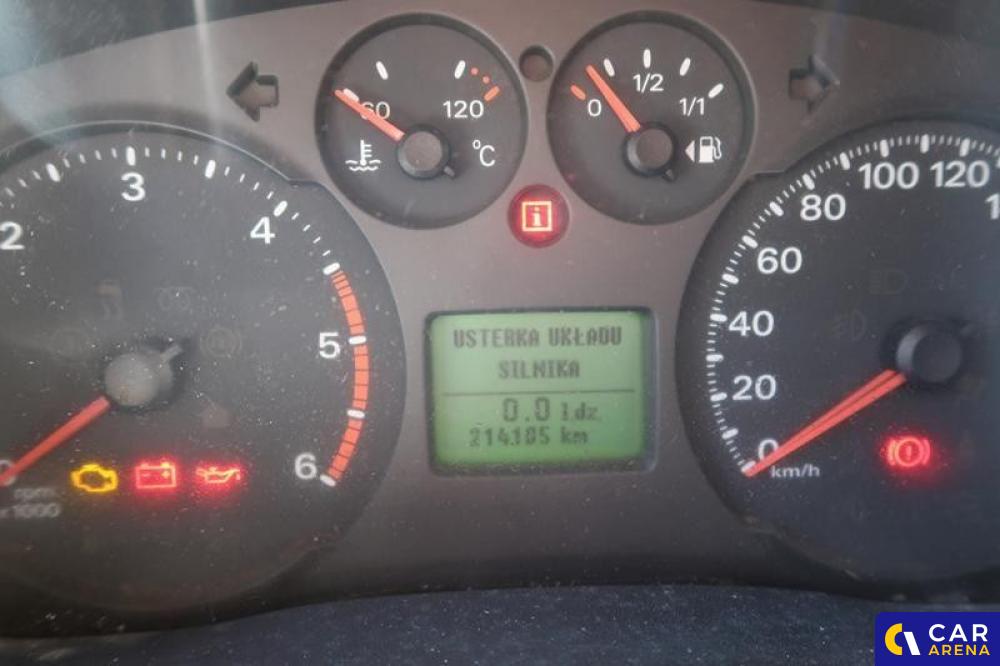 60
120
°C
0
1/2
1/1
2
3
4
5
6
rpm
x1000
i
USTERKA UKŁADU
SILNIKA
0.0 l.dz.
214185 km
0
20
40
60
80
100
120
km/h
CAR
ARENA